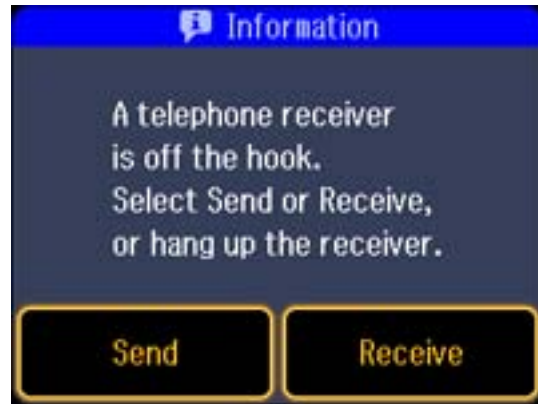 Information
A telephone receiver
is off the hook.
Select Send or Receive,
or hang up the receiver.
Send
Receive